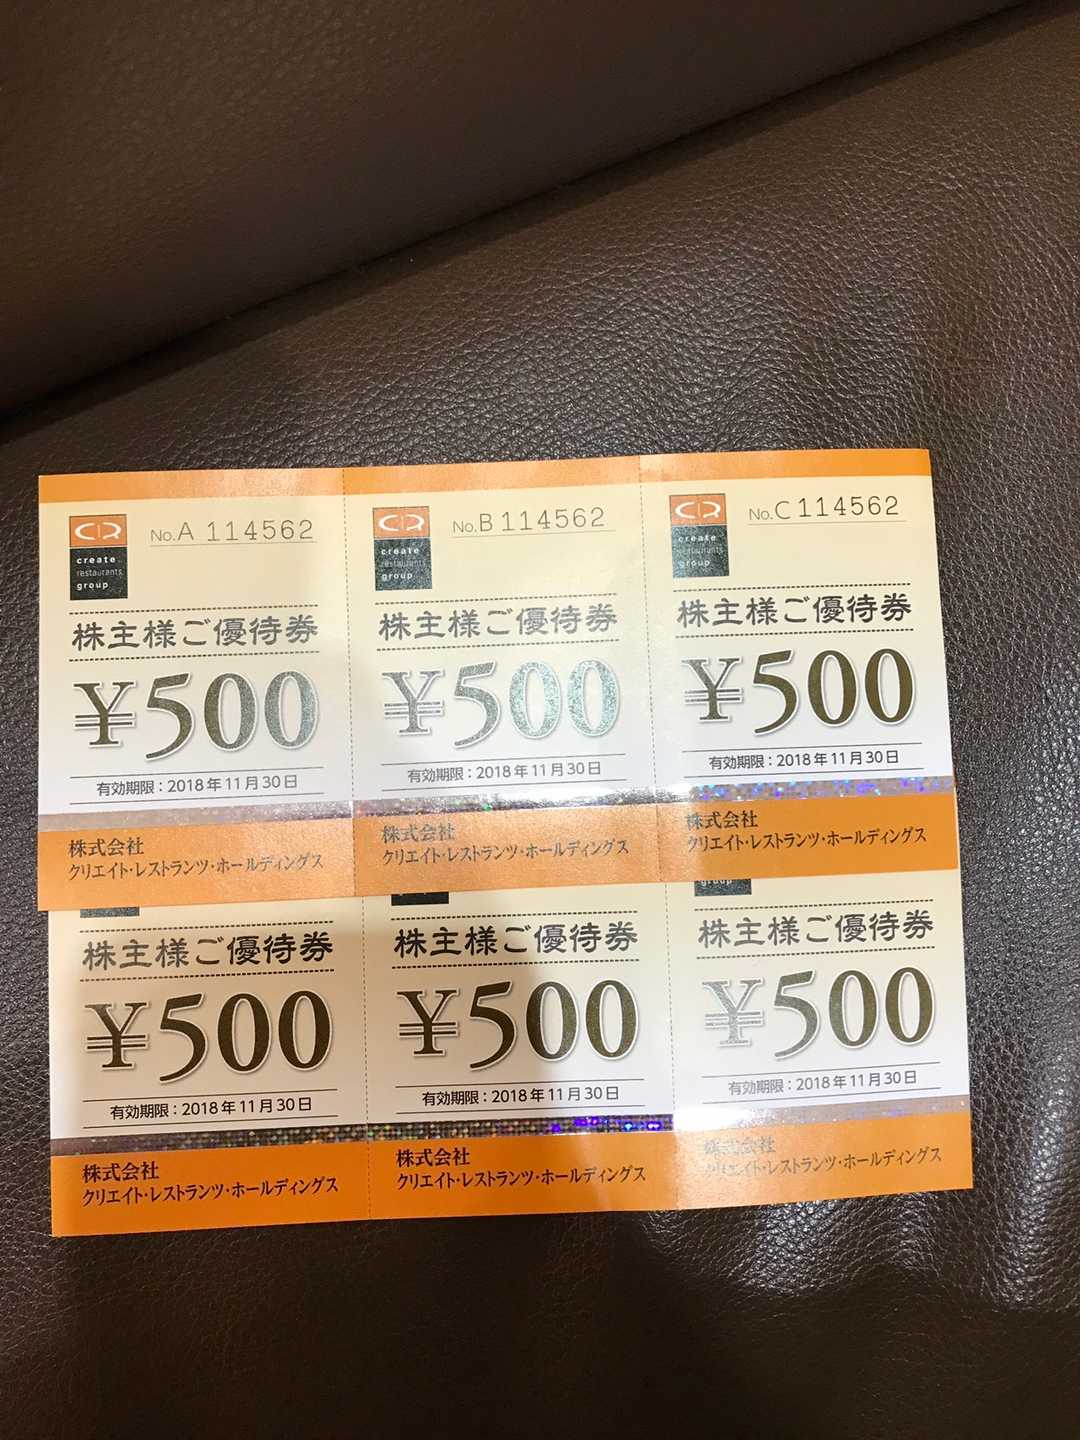 create restaurants group
No.A 114562
株主様ご優待券
¥500
有効期限：2018年11月30日
株式会社
クリエイト・レストランツ・ホールディングス
create restaurants group
No.B 114562
株主様ご優待券
¥500
有効期限：2018年11月30日
株式会社
クリエイト・レストランツ・ホールディングス
create restaurants group
No.C 114562
株主様ご優待券
¥500
有効期限：2018年11月30日
株式会社
クリエイト・レストランツ・ホールディングス
株主様ご優待券
¥500
有効期限：2018年11月30日
株式会社
クリエイト・レストランツ・ホールディングス
株主様ご優待券
¥500
有効期限：2018年11月30日
株式会社
クリエイト・レストランツ・ホールディングス
group
株主様ご優待券
¥500
有効期限：2018年11月30日
株式会社
クリエイト・レストランツ・ホールディングス